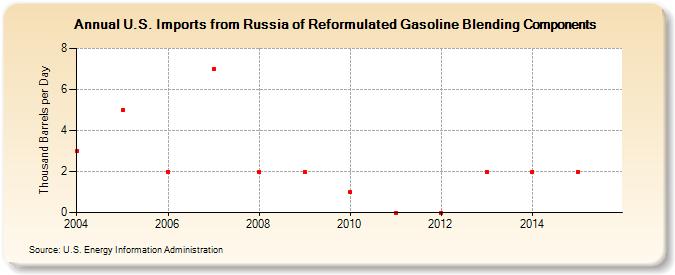 Annual U.S. Imports from Russia of Reformulated Gasoline Blending Components
Thousand Barrels per Day
8
6
4
2
0
2004 2006 2008 2010 2012 2014
Source: U.S. Energy Information Administration